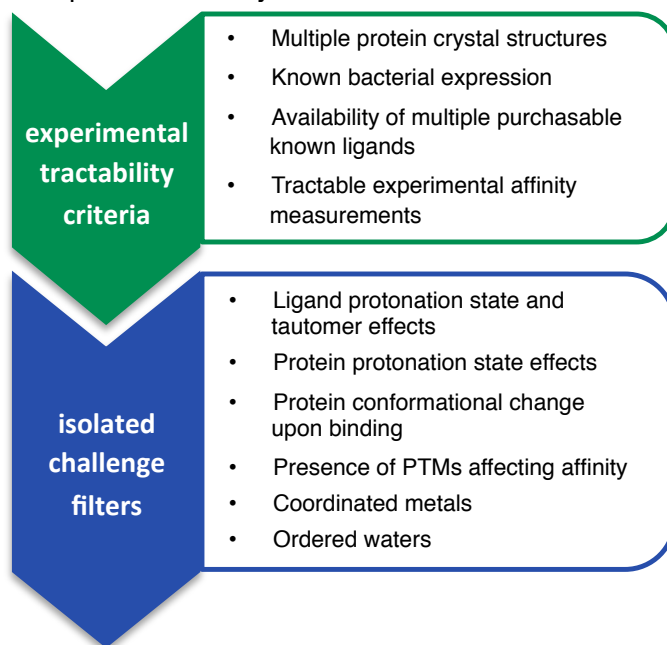 experimental
tractability
criteria
• Multiple protein crystal structures
• Known bacterial expression
• Availability of multiple purchasable
known ligands
• Tractable experimental affinity
measurements
isolated
challenge
filters
• Ligand protonation state and
tautomer effects
• Protein protonation state effects
• Protein conformational change
upon binding
• Presence of PTMs affecting affinity
• Coordinated metals
• Ordered waters